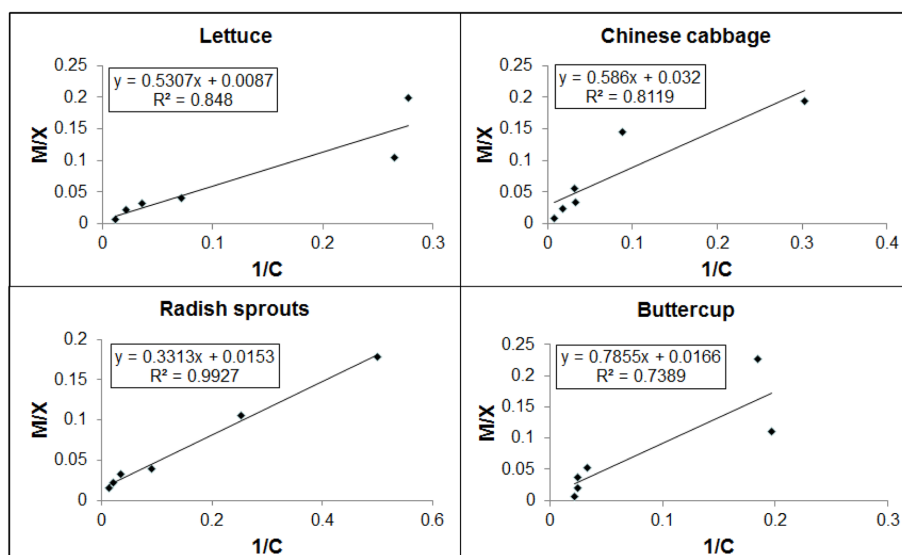 Lettuce
0.25
y = 0.5307x + 0.0087
R² = 0.848
0.2
0.15
M/X
0.1
0.05
0
0
0.1
0.2
0.3
1/C
Chinese cabbage
0.25
y = 0.586x + 0.032
R² = 0.8119
0.2
0.15
M/X
0.1
0.05
0
0
0.1
0.2
0.3
0.4
1/C
Radish sprouts
0.2
y = 0.3313x + 0.0153
R² = 0.9927
0.15
M/X
0.1
0.05
0
0
0.2
0.4
0.6
1/C
Buttercup
0.25
y = 0.7855x + 0.0166
R² = 0.7389
0.2
0.15
M/X
0.1
0.05
0
0
0.1
0.2
0.3
1/C